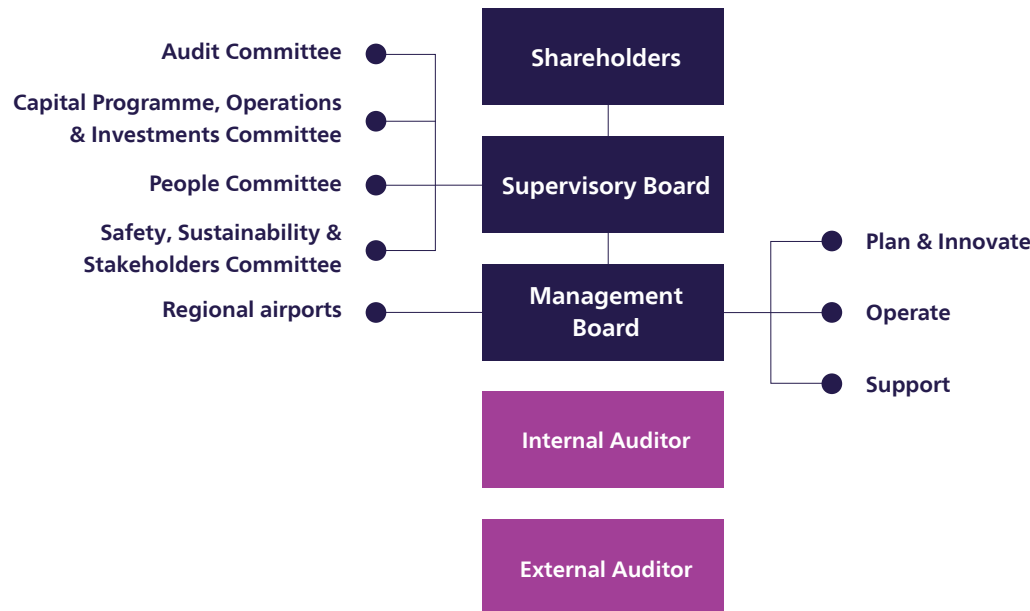 Audit Committee
Capital Programme, Operations
& Investments Committee
People Committee
Safety, Sustainability &
Stakeholders Committee
Regional airports
Shareholders
Supervisory Board
Management
Board
Internal Auditor
External Auditor
Plan & Innovate
Operate
Support